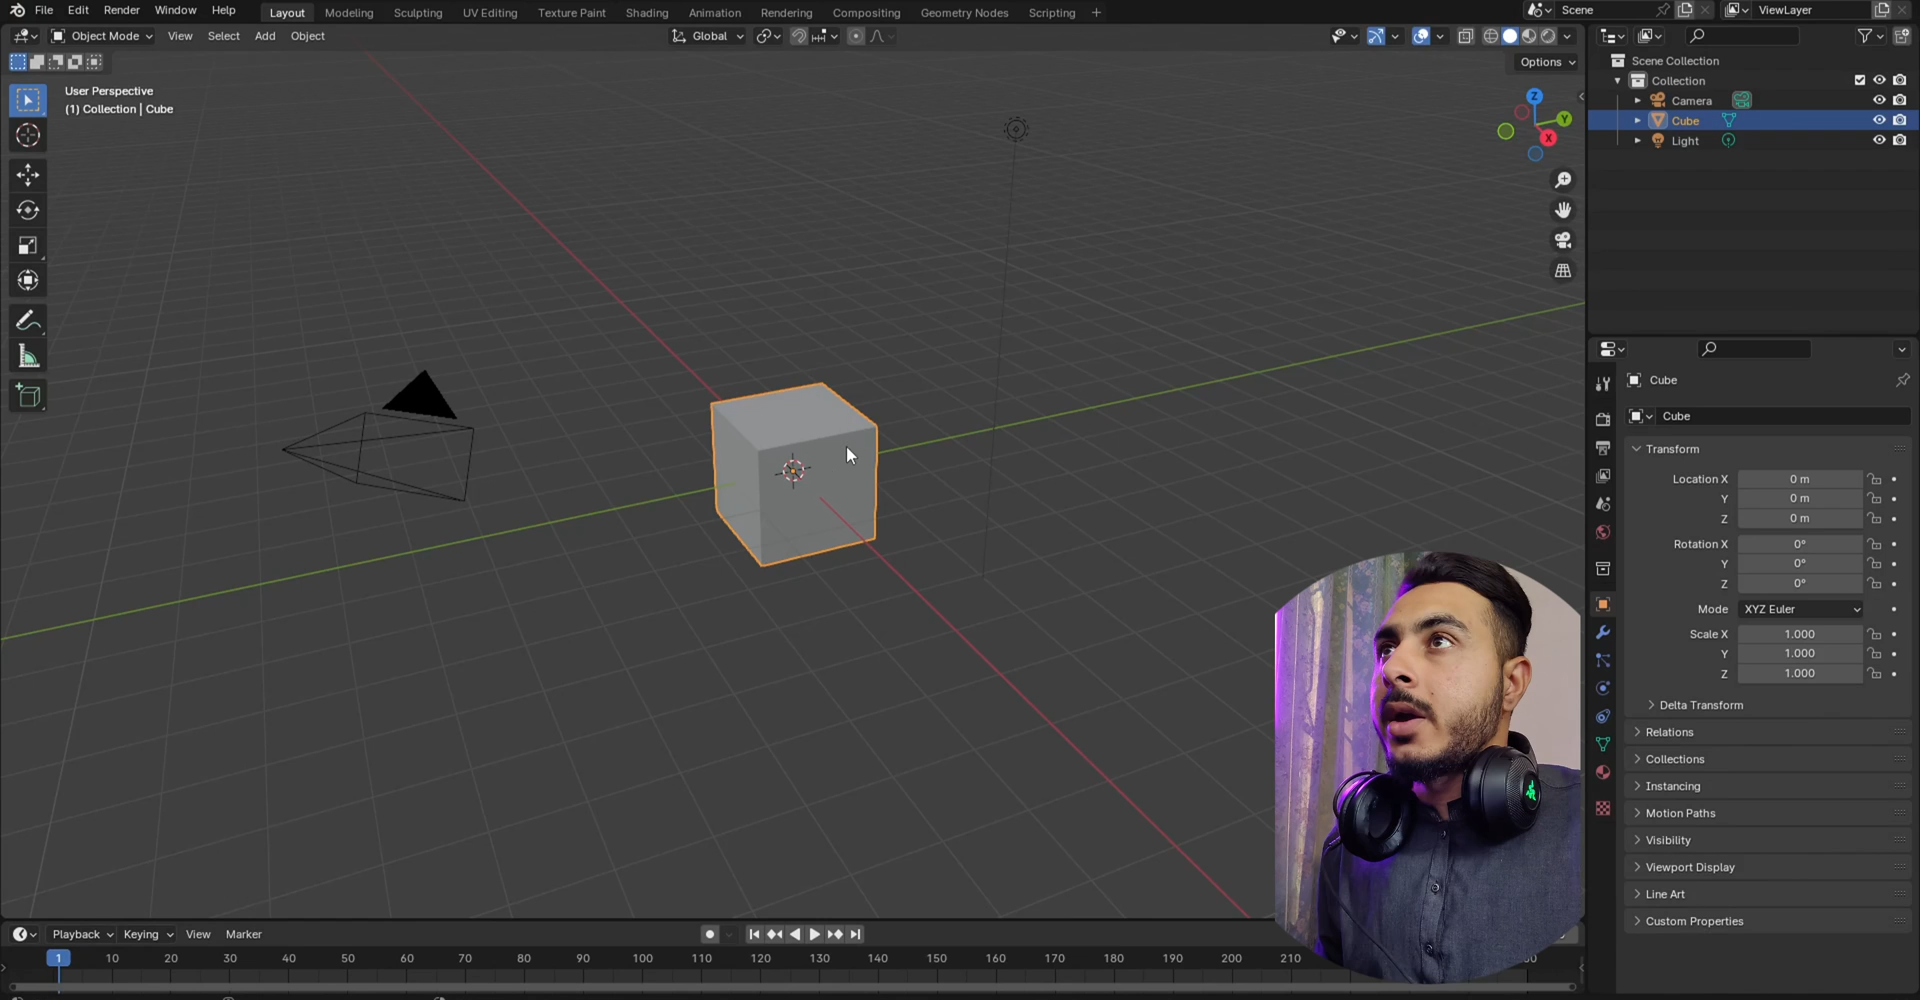 File Edit Render Window Help Layout Modeling Sculpting UV Editing Texture Paint Shading Animation Rendering Compositing Geometry Nodes Scripting + Scene ViewLayer
Object Mode View Select Add Object Global
Options
User Perspective
(1) Collection | Cube
Z
Y
X
Scene Collection
Collection
Camera
Cube
Light
Cube
Cube
Transform
Location X 0 m
Y 0 m
Z 0 m
Rotation X 0°
Y 0°
Z 0°
Mode XYZ Euler
Scale X 1.000
Y 1.000
Z 1.000
Delta Transform
Relations
Collections
Instancing
Motion Paths
Visibility
Viewport Display
Line Art
Custom Properties
Playback Keying View Marker
1 10 20 30 40 50 60 70 80 90 100 110 120 130 140 150 160 170 180 190 200 210